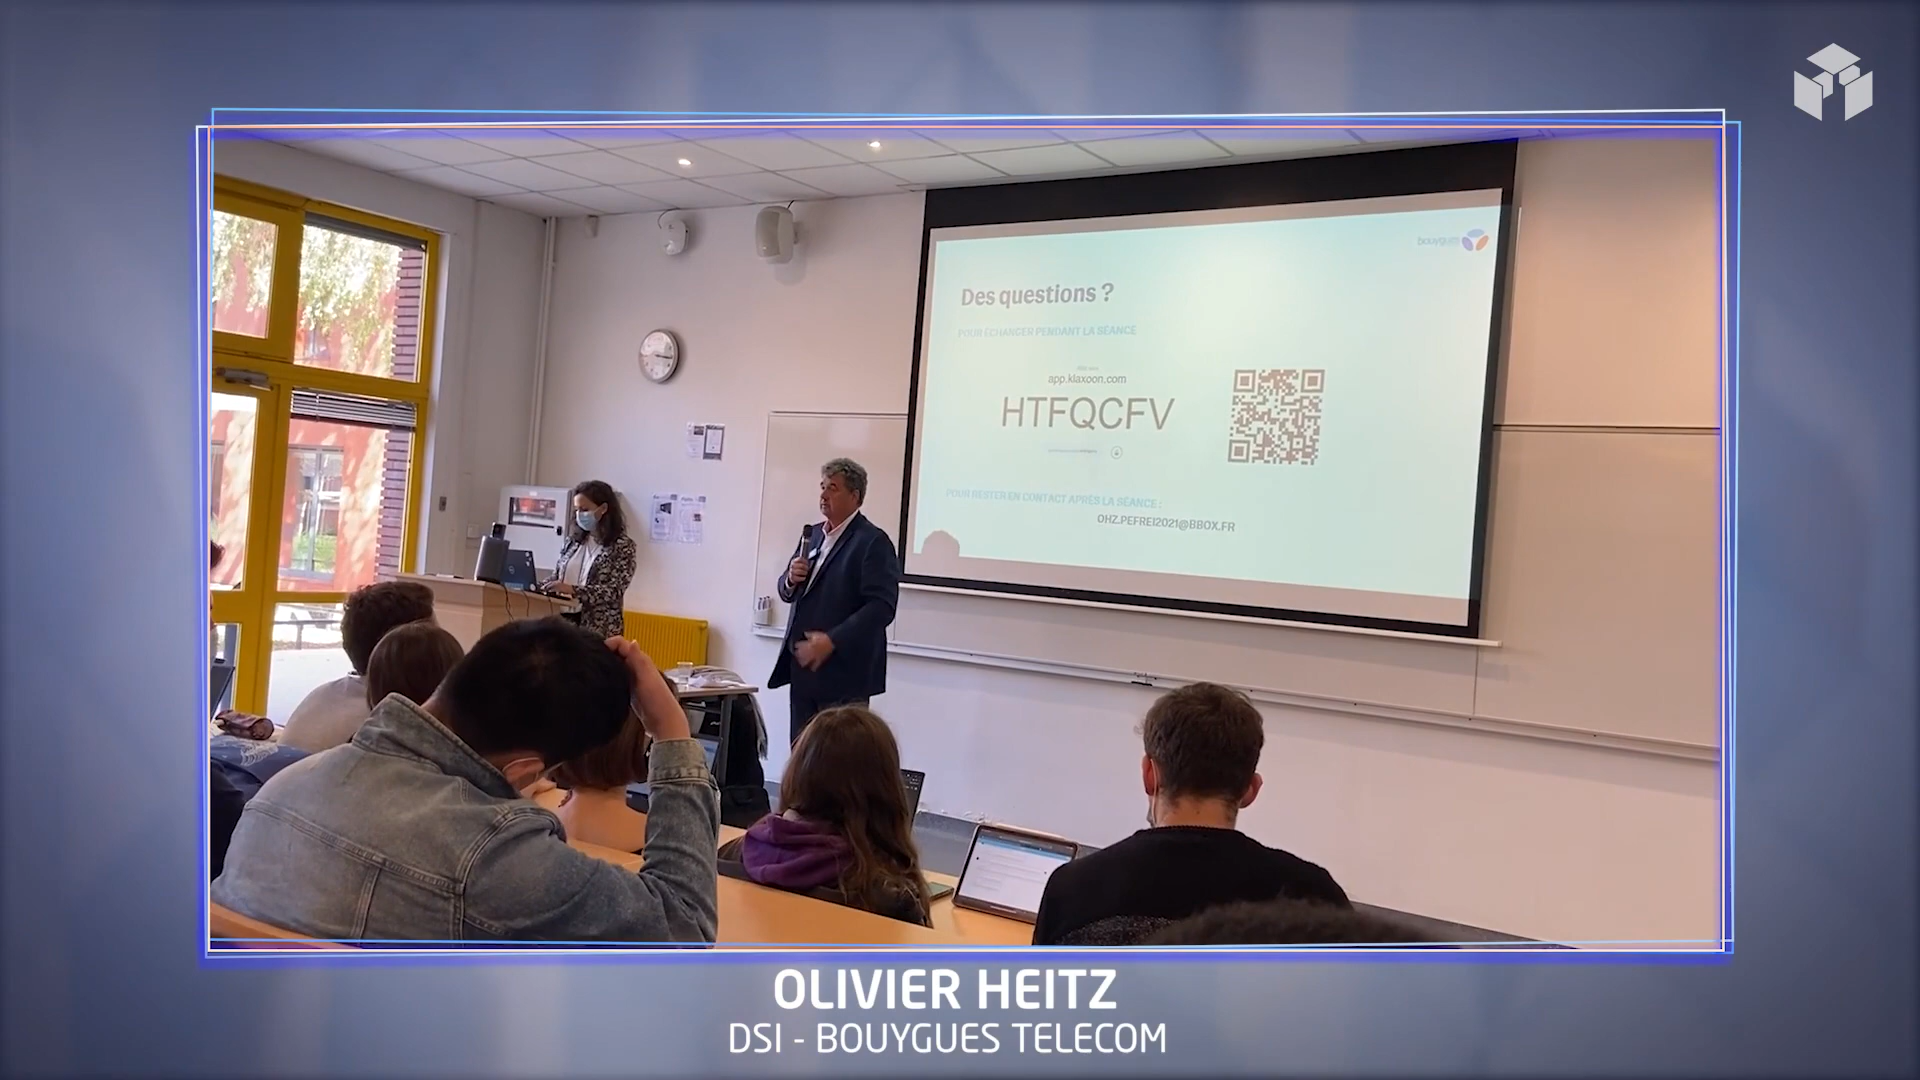 bouygues
Des questions ?
POUR ÉCHANGER PENDANT LA SÉANCE
app.klaxoon.com
HTFQCFV
POUR RESTER EN CONTACT APRÈS LA SÉANCE :
OHZ.PEFREI2021@BBOX.FR
OLIVIER HEITZ
DSI - BOUYGUES TELECOM